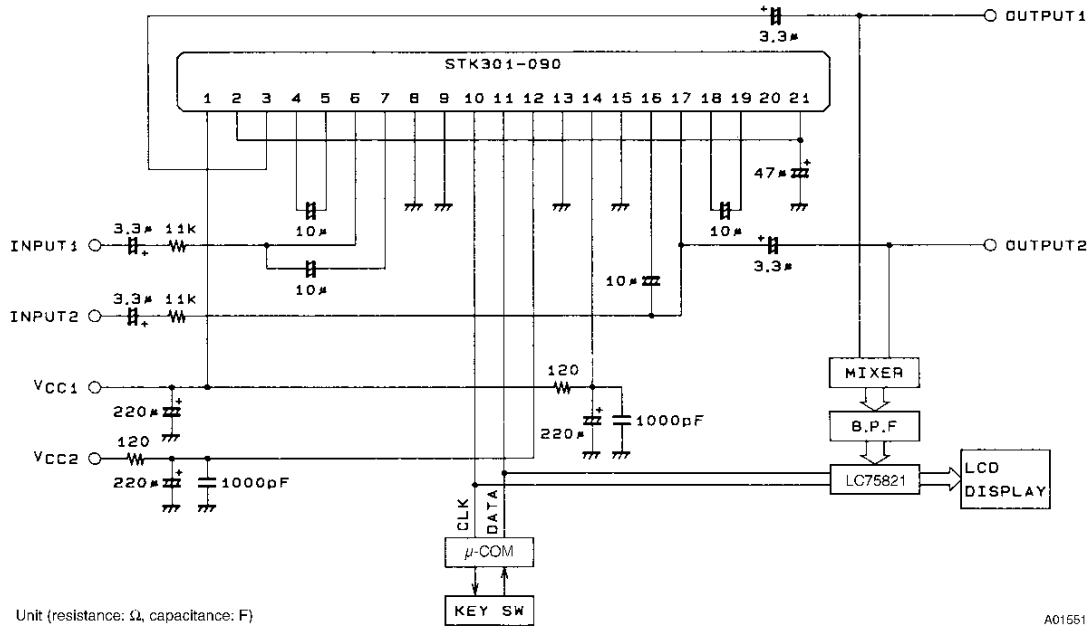 OUTPUT1
3.3μ
STK301-090
1 2 3 4 5 6 7 8 9 10 11 12 13 14 15 16 17 18 19 20 21
47μ
10μ
10μ
INPUT1
3.3μ
11k
10μ
10μ
3.3μ
OUTPUT2
INPUT2
3.3μ
11k
VCC1
220μ
120
220μ
1000pF
MIXER
B.P.F
LC75821
LCD
DISPLAY
VCC2
120
220μ
1000pF
CLK
DATA
μ-COM
KEY SW
Unit (resistance: Ω, capacitance: F)
A01551